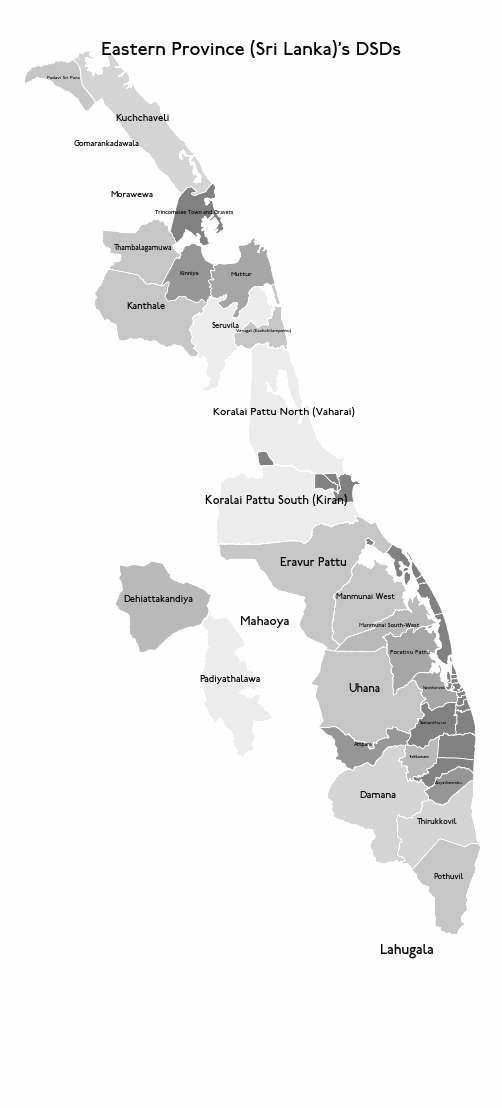 Eastern Province (Sri Lanka)'s DSDs
Padavi Sri Pura
Kuchchaveli
Gomarankadawala
Morawewa
Trincomalee Town and Gravets
Thambalagamuwa
Kinniya
Muttur
Kanthale
Seruvila
Verugal (Eachchilampattu)
Koralai Pattu North (Vaharai)
Koralai Pattu South (Kiran)
Eravur Pattu
Dehiattakandiya
Manmunai West
Mahaoya
Manmunai South-West
Porativu Pattu
Padiyathalawa
Uhana
Navithanveli
Samanthurai
Ampara
Irakkamam
Damana
Thirukkovil
Pothuvil
Lahugala